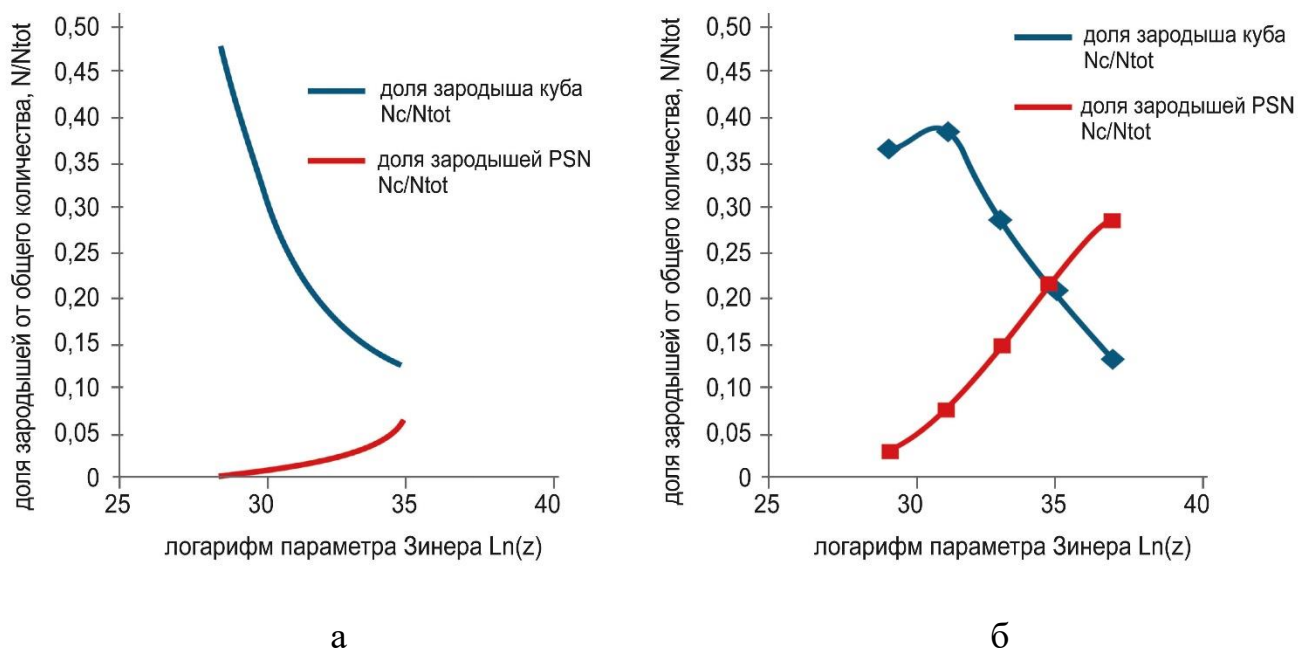 доля зародышей от общего количества, N/Ntot
0,50
0,45
0,40
0,35
0,30
0,25
0,20
0,15
0,10
0,05
0
25
30
35
40
доля зародыша куба
Nc/Ntot
доля зародышей PSN
Nc/Ntot
логарифм параметра Зинера Ln(z)
а
доля зародышей от общего количества, N/Ntot
0,50
0,45
0,40
0,35
0,30
0,25
0,20
0,15
0,10
0,05
0
25
30
35
40
доля зародыша куба
Nc/Ntot
доля зародышей PSN
Nc/Ntot
логарифм параметра Зинера Ln(z)
б